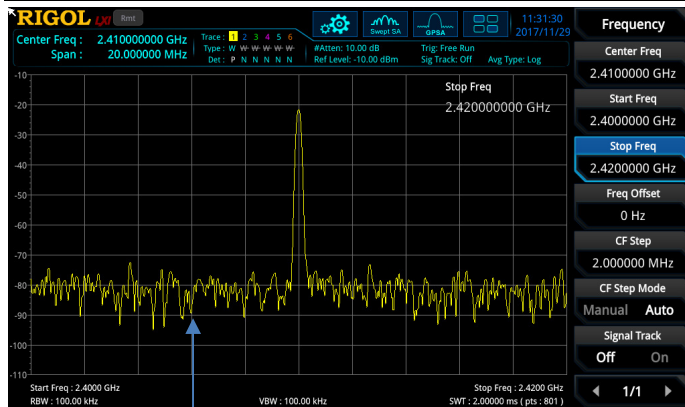 RIGOL LXI Rmt
Center Freq : 2.410000000 GHz
Span : 20.000000 MHz
Trace : 1 2 3 4 5 6
Type : W W W W W W
Det : P N N N N N
Swept SA
GPSA
11:31:30
2017/11/29
#Atten: 10.00 dB
Ref Level: -10.00 dBm
Trig: Free Run
Sig Track: Off Avg Type: Log
-10
-20
-30
-40
-50
-60
-70
-80
-90
-100
-110
Stop Freq
2.420000000 GHz
Start Freq : 2.4000 GHz
RBW : 100.00 kHz
VBW : 100.00 kHz
Stop Freq : 2.4200 GHz
SWT : 2.00000 ms ( pts : 801 )
Frequency
Center Freq
2.4100000 GHz
Start Freq
2.4000000 GHz
Stop Freq
2.4200000 GHz
Freq Offset
0 Hz
CF Step
2.000000 MHz
CF Step Mode
Manual Auto
Signal Track
Off On
1/1